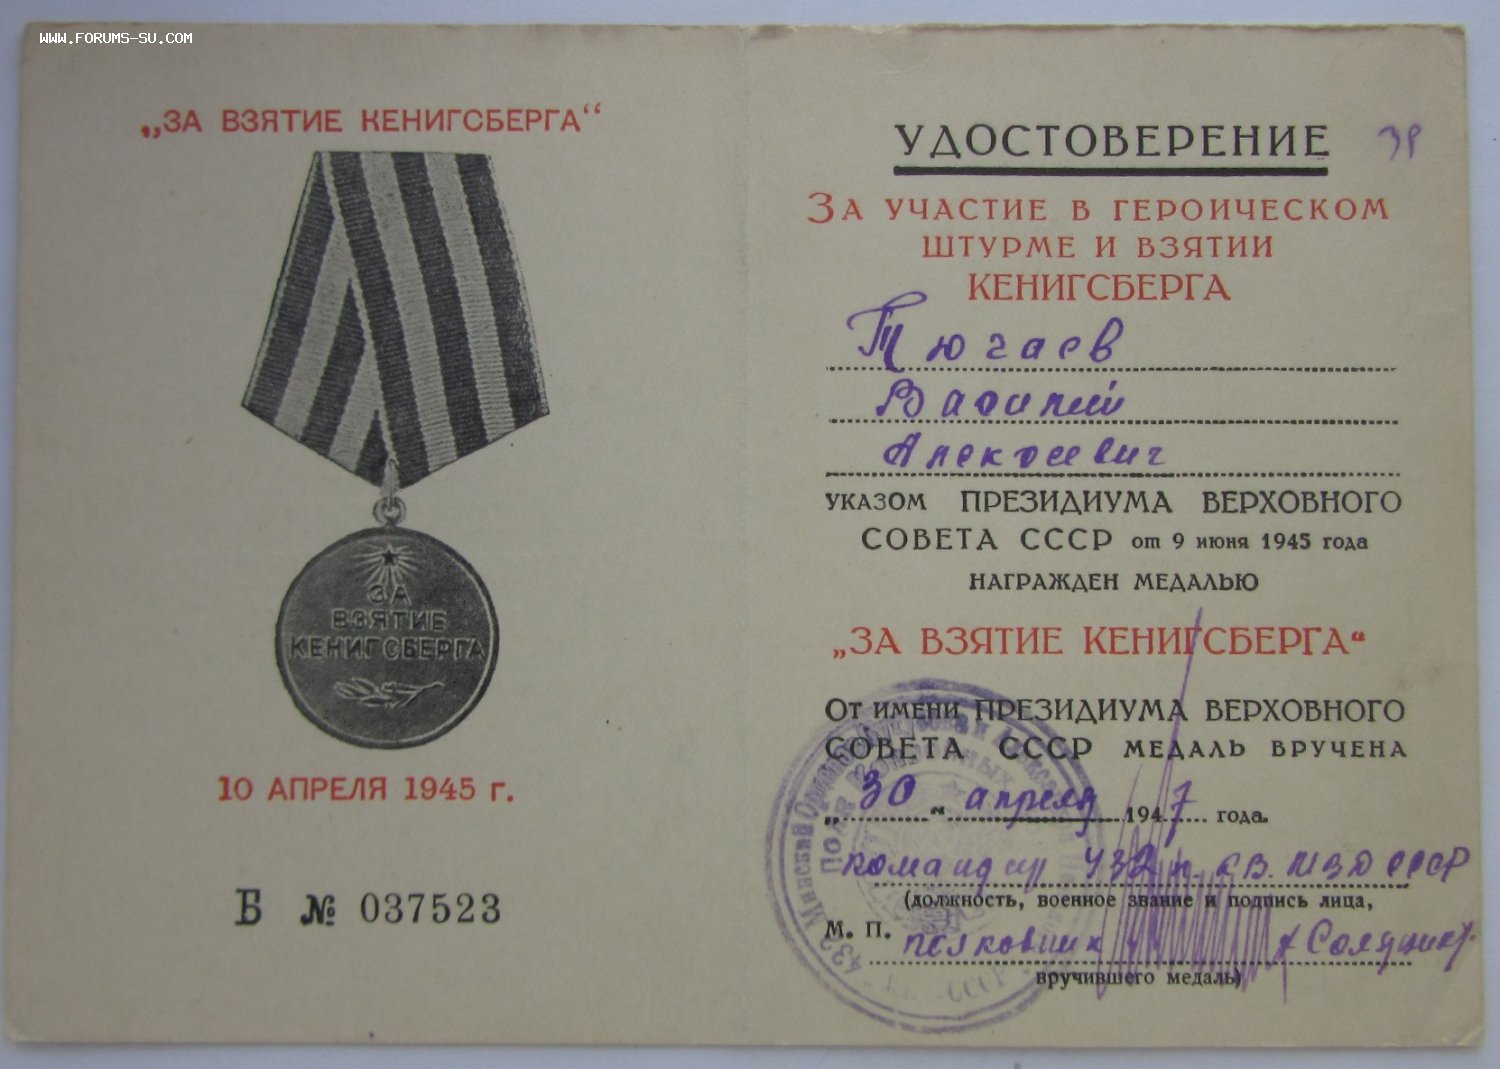 WWW.FORUMS-SU.COM
„ЗА ВЗЯТИЕ КЕНИГСБЕРГА“
ЗА
ВЗЯТИЕ
КЕНИГСБЕРГА
10 АПРЕЛЯ 1945 г.
Б № 037523
УДОСТОВЕРЕНИЕ
ЗА УЧАСТИЕ В ГЕРОИЧЕСКОМ
ШТУРМЕ И ВЗЯТИИ
КЕНИГСБЕРГА
Тючаев
Василий
Алексеевич
УКАЗОМ ПРЕЗИДИУМА ВЕРХОВНОГО
СОВЕТА СССР от 9 июня 1945 года
НАГРАЖДЕН МЕДАЛЬЮ
„ЗА ВЗЯТИЕ КЕНИГСБЕРГА“
От имени ПРЕЗИДИУМА ВЕРХОВНОГО
СОВЕТА СССР МЕДАЛЬ ВРУЧЕНА
„30“ апреля 1947 года.
командир 432 п. МВД СССР
(должность, военное звание и подпись лица,
М. П. полковник
вручившего медаль)
432 Минский